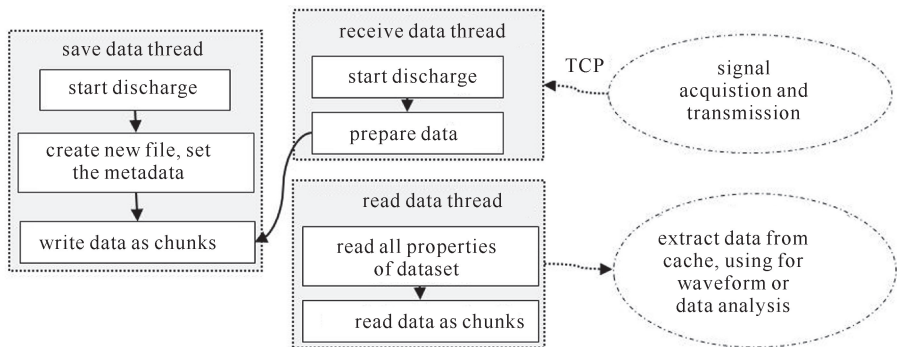 save data thread
start discharge
create new file, set
the metadata
write data as chunks
receive data thread
start discharge
prepare data
TCP
signal
acquistion and
transmission
read data thread
read all properties
of dataset
read data as chunks
extract data from
cache, using for
waveform or
data analysis